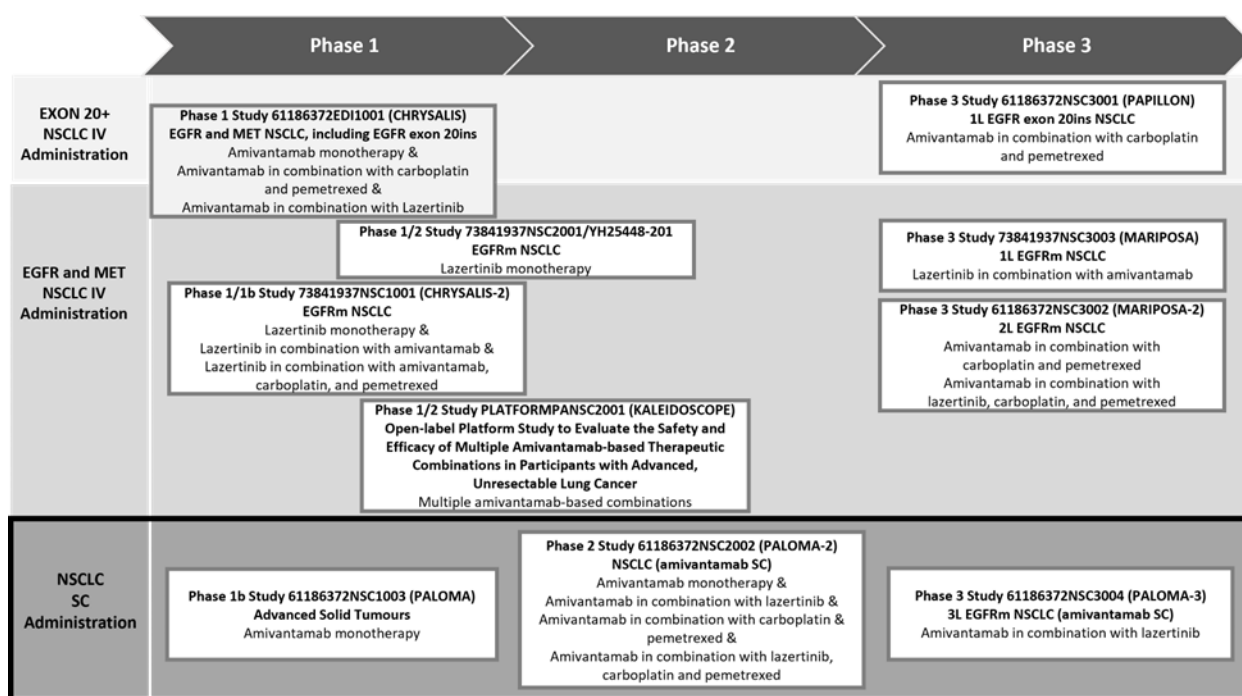 Phase 1
Phase 2
Phase 3
EXON 20+
NSCLC IV
Administration
Phase 1 Study 61186372EDI1001 (CHRYSALIS)
EGFR and MET NSCLC, including EGFR exon 20ins
Amivantamab monotherapy &
Amivantamab in combination with carboplatin
and pemetrexed &
Amivantamab in combination with Lazertinib
Phase 3 Study 61186372NSC3001 (PAPILLON)
1L EGFR exon 20ins NSCLC
Amivantamab in combination with carboplatin
and pemetrexed
EGFR and MET
NSCLC IV
Administration
Phase 1/2 Study 73841937NSC2001/YH25448-201
EGFRm NSCLC
Lazertinib monotherapy
Phase 1/1b Study 73841937NSC1001 (CHRYSALIS-2)
EGFRm NSCLC
Lazertinib monotherapy &
Lazertinib in combination with amivantamab &
Lazertinib in combination with amivantamab,
carboplatin, and pemetrexed
Phase 1/2 Study PLATFORMPANSC2001 (KALEIDOSCOPE)
Open-label Platform Study to Evaluate the Safety and
Efficacy of Multiple Amivantamab-based Therapeutic
Combinations in Participants with Advanced,
Unresectable Lung Cancer
Multiple amivantamab-based combinations
Phase 3 Study 73841937NSC3003 (MARIPOSA)
1L EGFRm NSCLC
Lazertinib in combination with amivantamab
Phase 3 Study 61186372NSC3002 (MARIPOSA-2)
2L EGFRm NSCLC
Amivantamab in combination with
carboplatin and pemetrexed
Amivantamab in combination with
lazertinib, carboplatin, and pemetrexed
NSCLC
SC
Administration
Phase 1b Study 61186372NSC1003 (PALOMA)
Advanced Solid Tumours
Amivantamab monotherapy
Phase 2 Study 61186372NSC2002 (PALOMA-2)
NSCLC (amivantamab SC)
Amivantamab monotherapy &
Amivantamab in combination with lazertinib &
Amivantamab in combination with carboplatin &
pemetrexed &
Amivantamab in combination with lazertinib,
carboplatin and pemetrexed
Phase 3 Study 61186372NSC3004 (PALOMA-3)
3L EGFRm NSCLC (amivantamab SC)
Amivantamab in combination with lazertinib